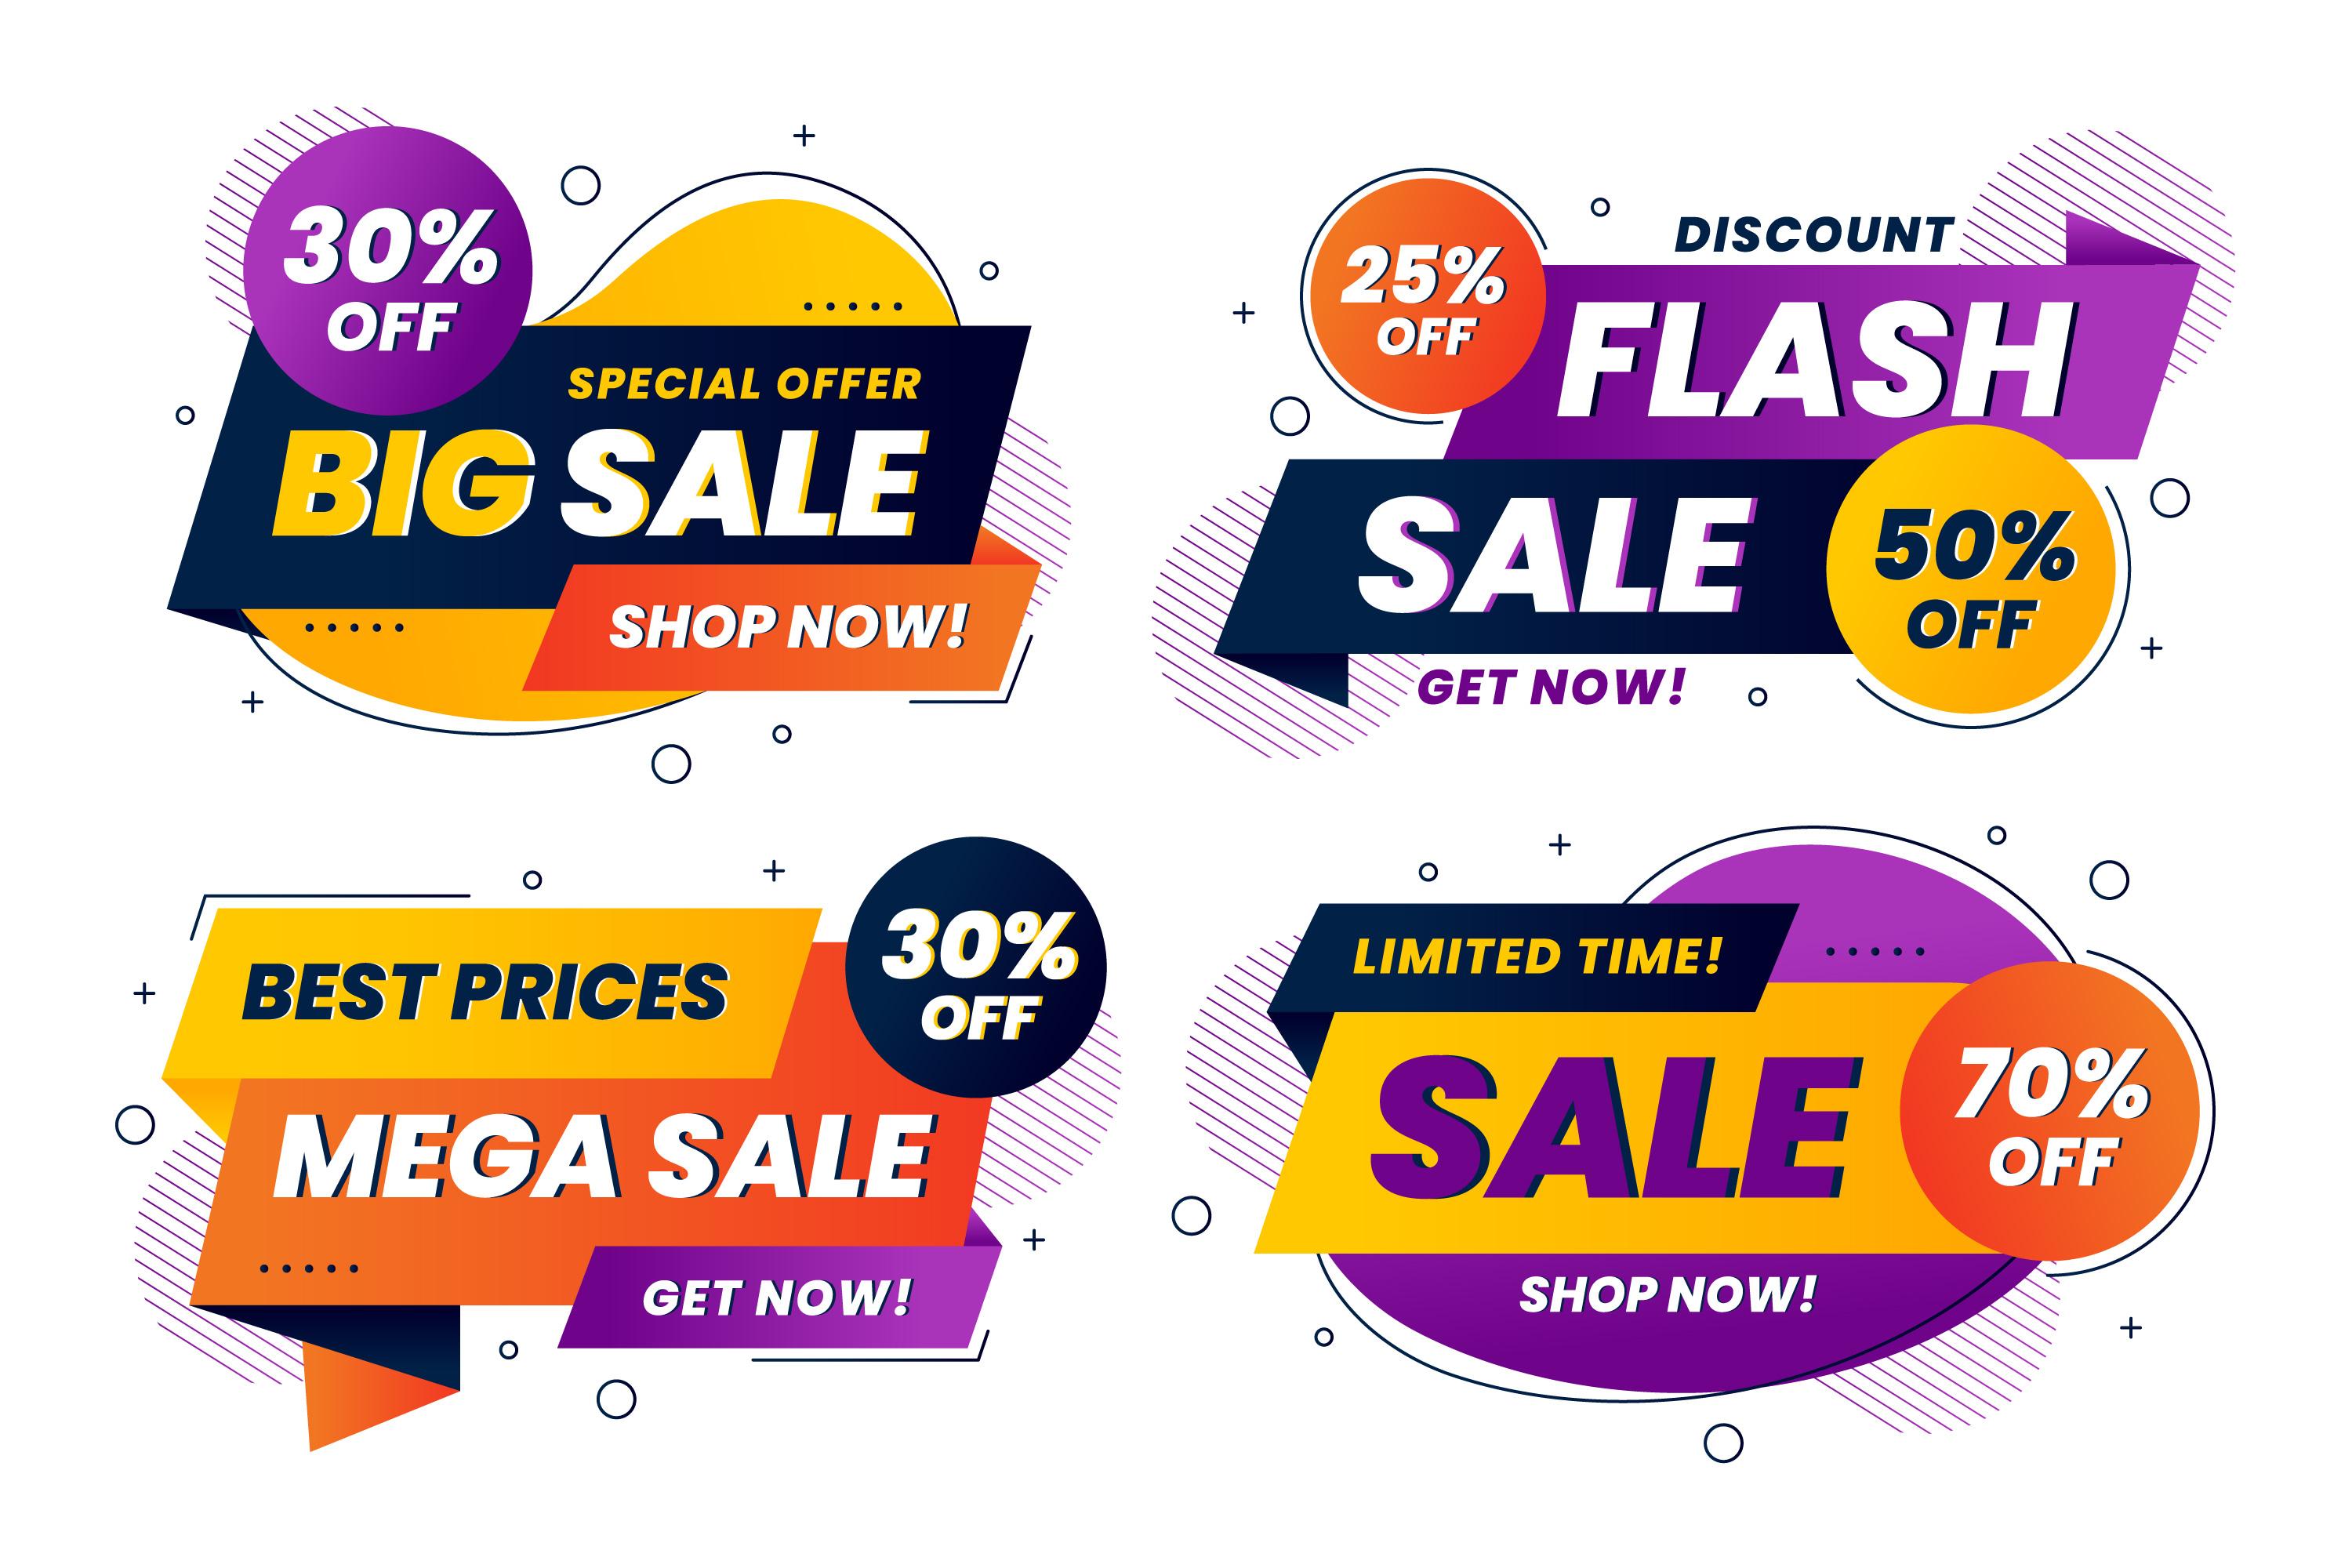 30%
OFF
SPECIAL OFFER
BIG SALE
SHOP NOW!
25%
OFF
DISCOUNT
FLASH
SALE
50%
OFF
GET NOW!
30%
OFF
BEST PRICES
MEGA SALE
GET NOW!
LIMITED TIME!
SALE
70%
OFF
SHOP NOW!